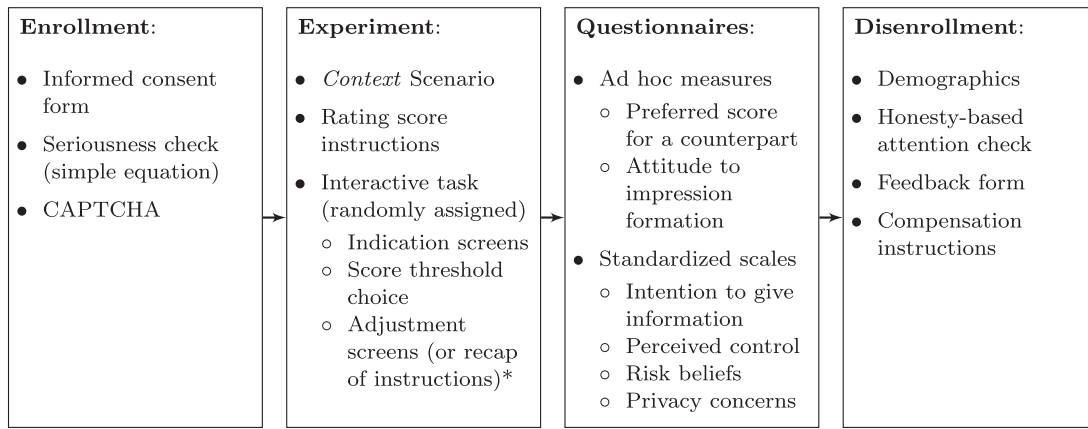 Enrollment:
• Informed consent
form
• Seriousness check
(simple equation)
• CAPTCHA
Experiment:
• Context Scenario
• Rating score
instructions
• Interactive task
(randomly assigned)
○ Indication screens
○ Score threshold
choice
○ Adjustment
screens (or recap
of instructions)*
Questionnaires:
• Ad hoc measures
○ Preferred score
for a counterpart
○ Attitude to
impression
formation
• Standardized scales
○ Intention to give
information
○ Perceived control
○ Risk beliefs
○ Privacy concerns
Disenrollment:
• Demographics
• Honesty-based
attention check
• Feedback form
• Compensation
instructions